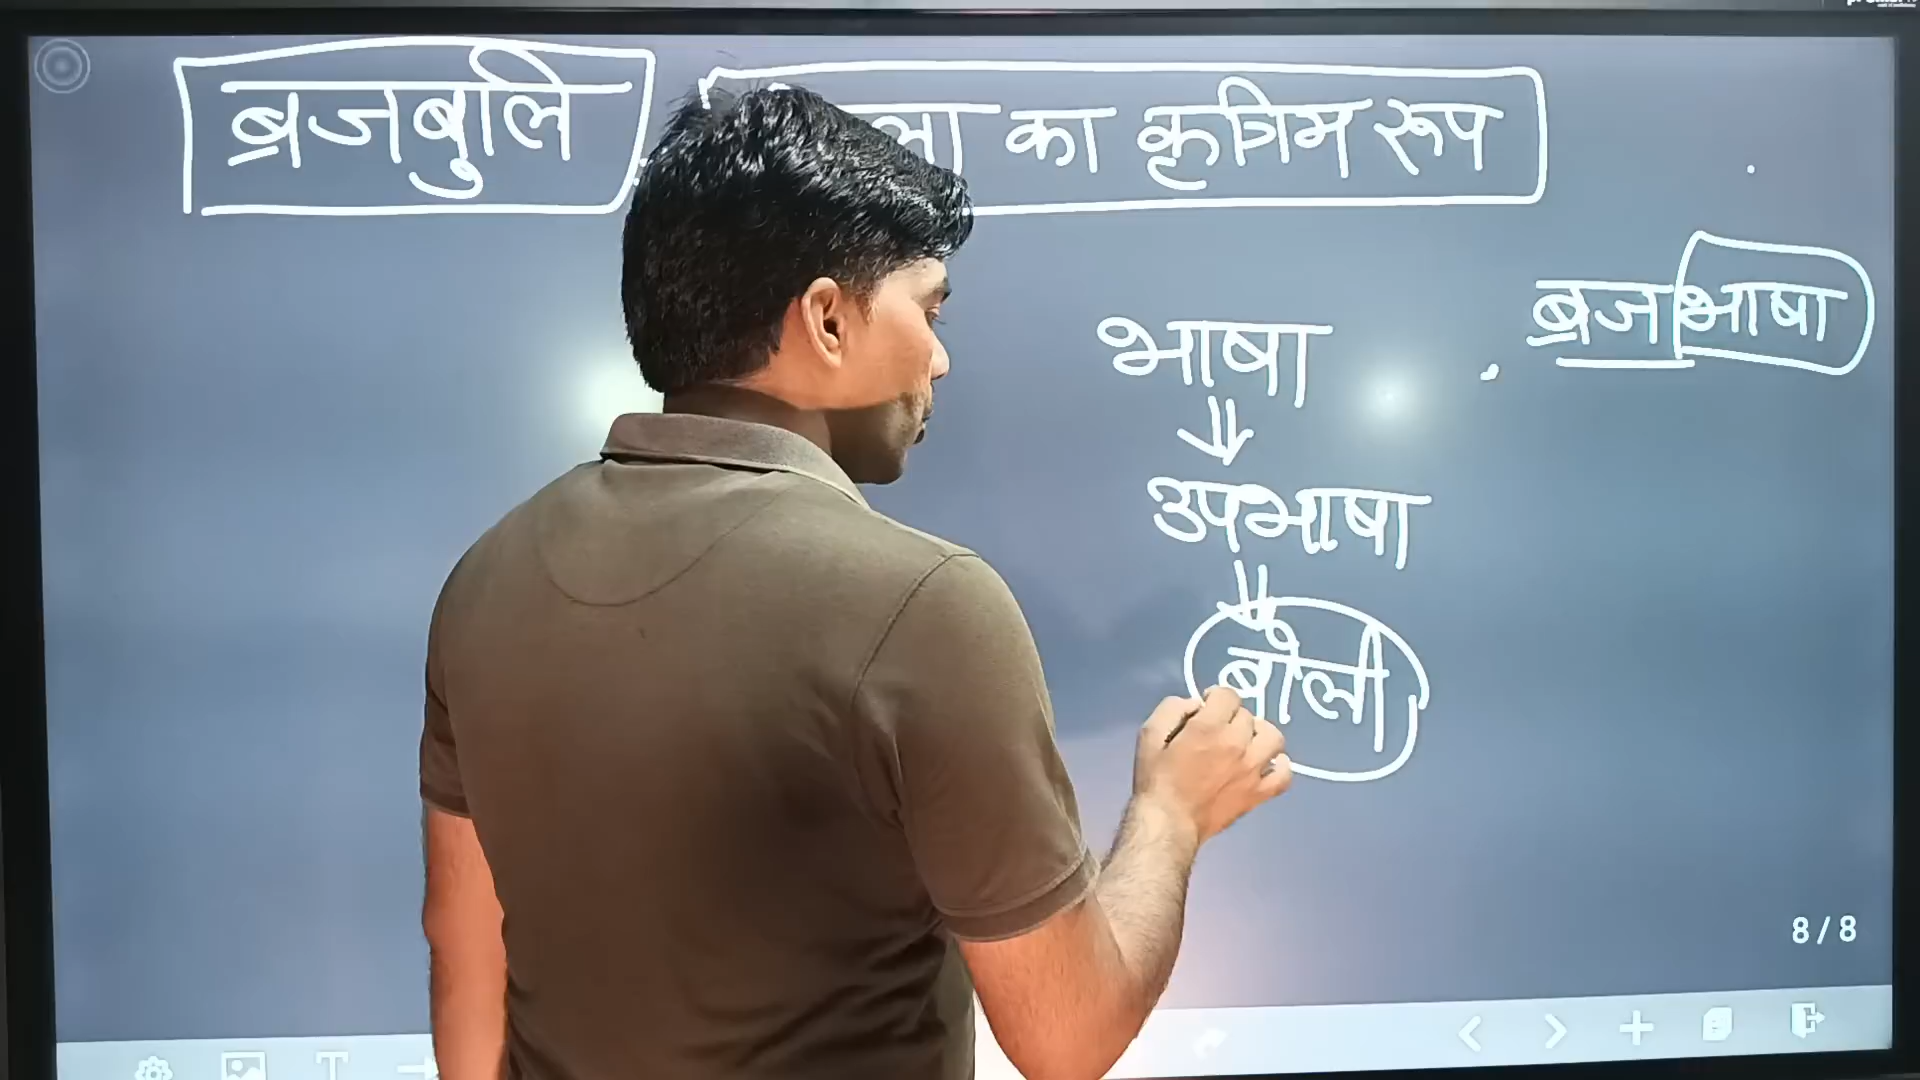 ब्रजबुलि
का कृत्रिम रूप
ब्रजभाषा
भाषा
उपभाषा
बोली
8/8
T